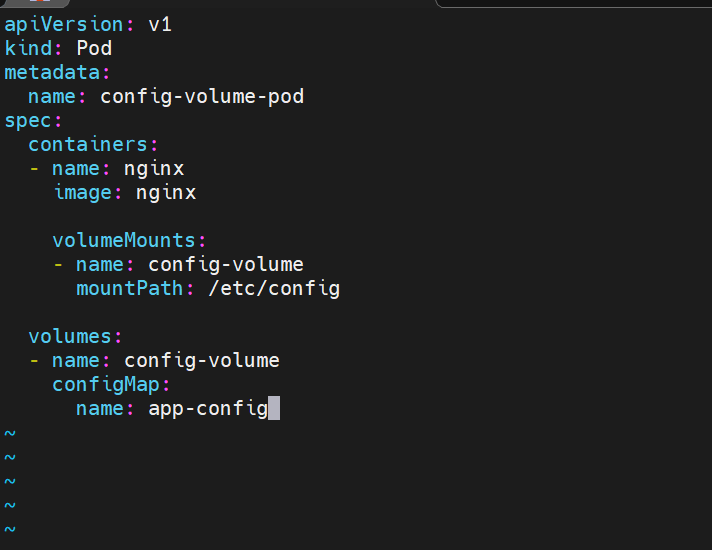 apiVersion: v1
kind: Pod
metadata:
  name: config-volume-pod
spec:
  containers:
  - name: nginx
    image: nginx

    volumeMounts:
    - name: config-volume
      mountPath: /etc/config

  volumes:
  - name: config-volume
    configMap:
      name: app-config
~
~
~
~
~